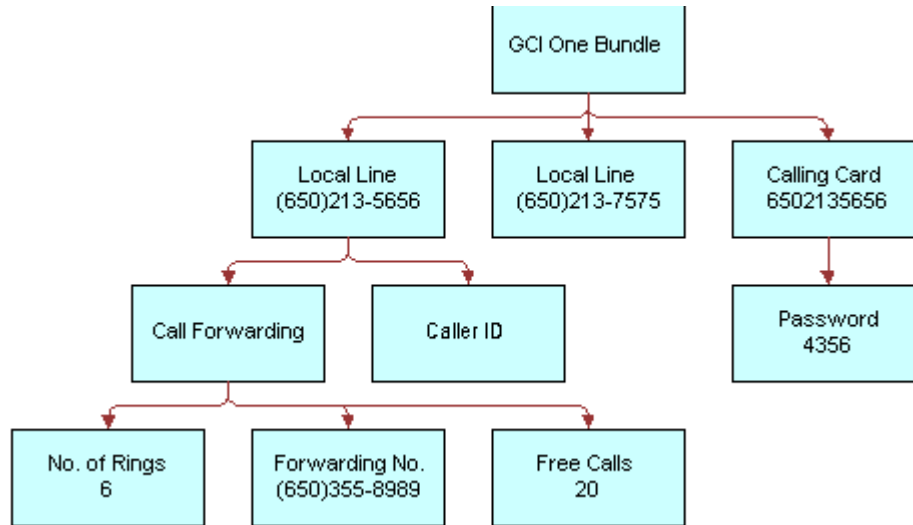 GCI One Bundle
Local Line
(650)213-5656
Local Line
(650)213-7575
Calling Card
6502135656
Call Forwarding
Caller ID
Password
4356
No. of Rings
6
Forwarding No.
(650)355-8989
Free Calls
20